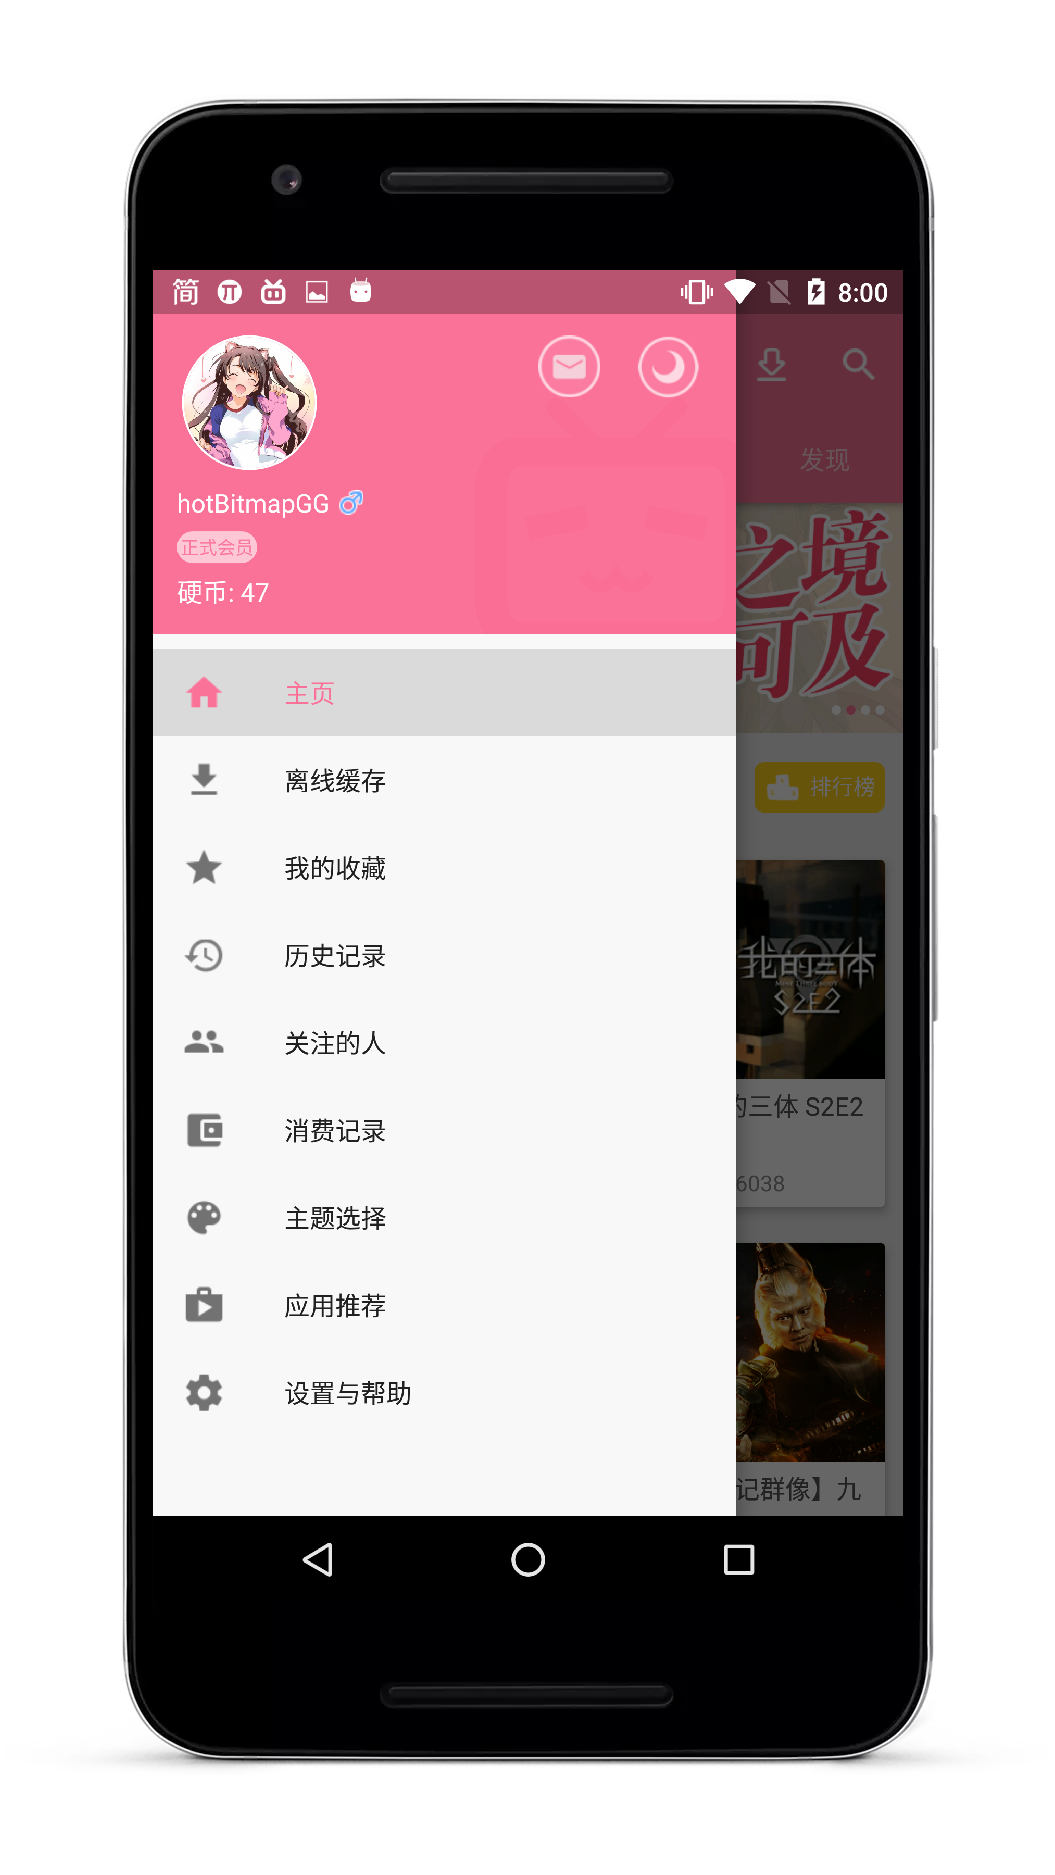 简
8:00
发现
hotBitmapGG
正式会员
硬币: 47
之境
可及
主页
离线缓存
排行榜
我的收藏
我的三体
S2E2
历史记录
关注的人
的三体 S2E2
消费记录
6038
主题选择
应用推荐
设置与帮助
记群像】九